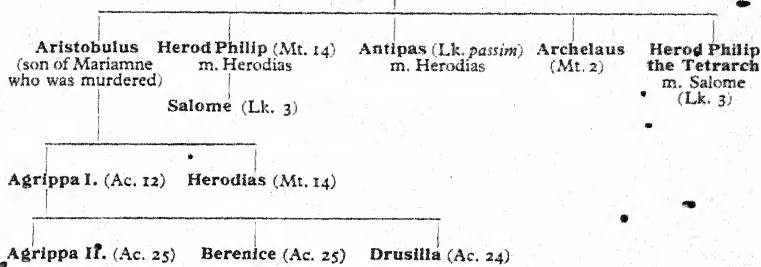 Aristobulus Herod Philip (Mt. 14) Antipas (Lk. passim) Archelaus Herod Philip
(son of Mariamne m. Herodias m. Herodias (Mt. 2) the Tetrarch
who was murdered) m. Salome
Salome (Lk. 3) (Lk. 3)
Agrippa I. (Ac. 12) Herodias (Mt. 14)
Agrippa II. (Ac. 25) Berenice (Ac. 25) Drusilla (Ac. 24)